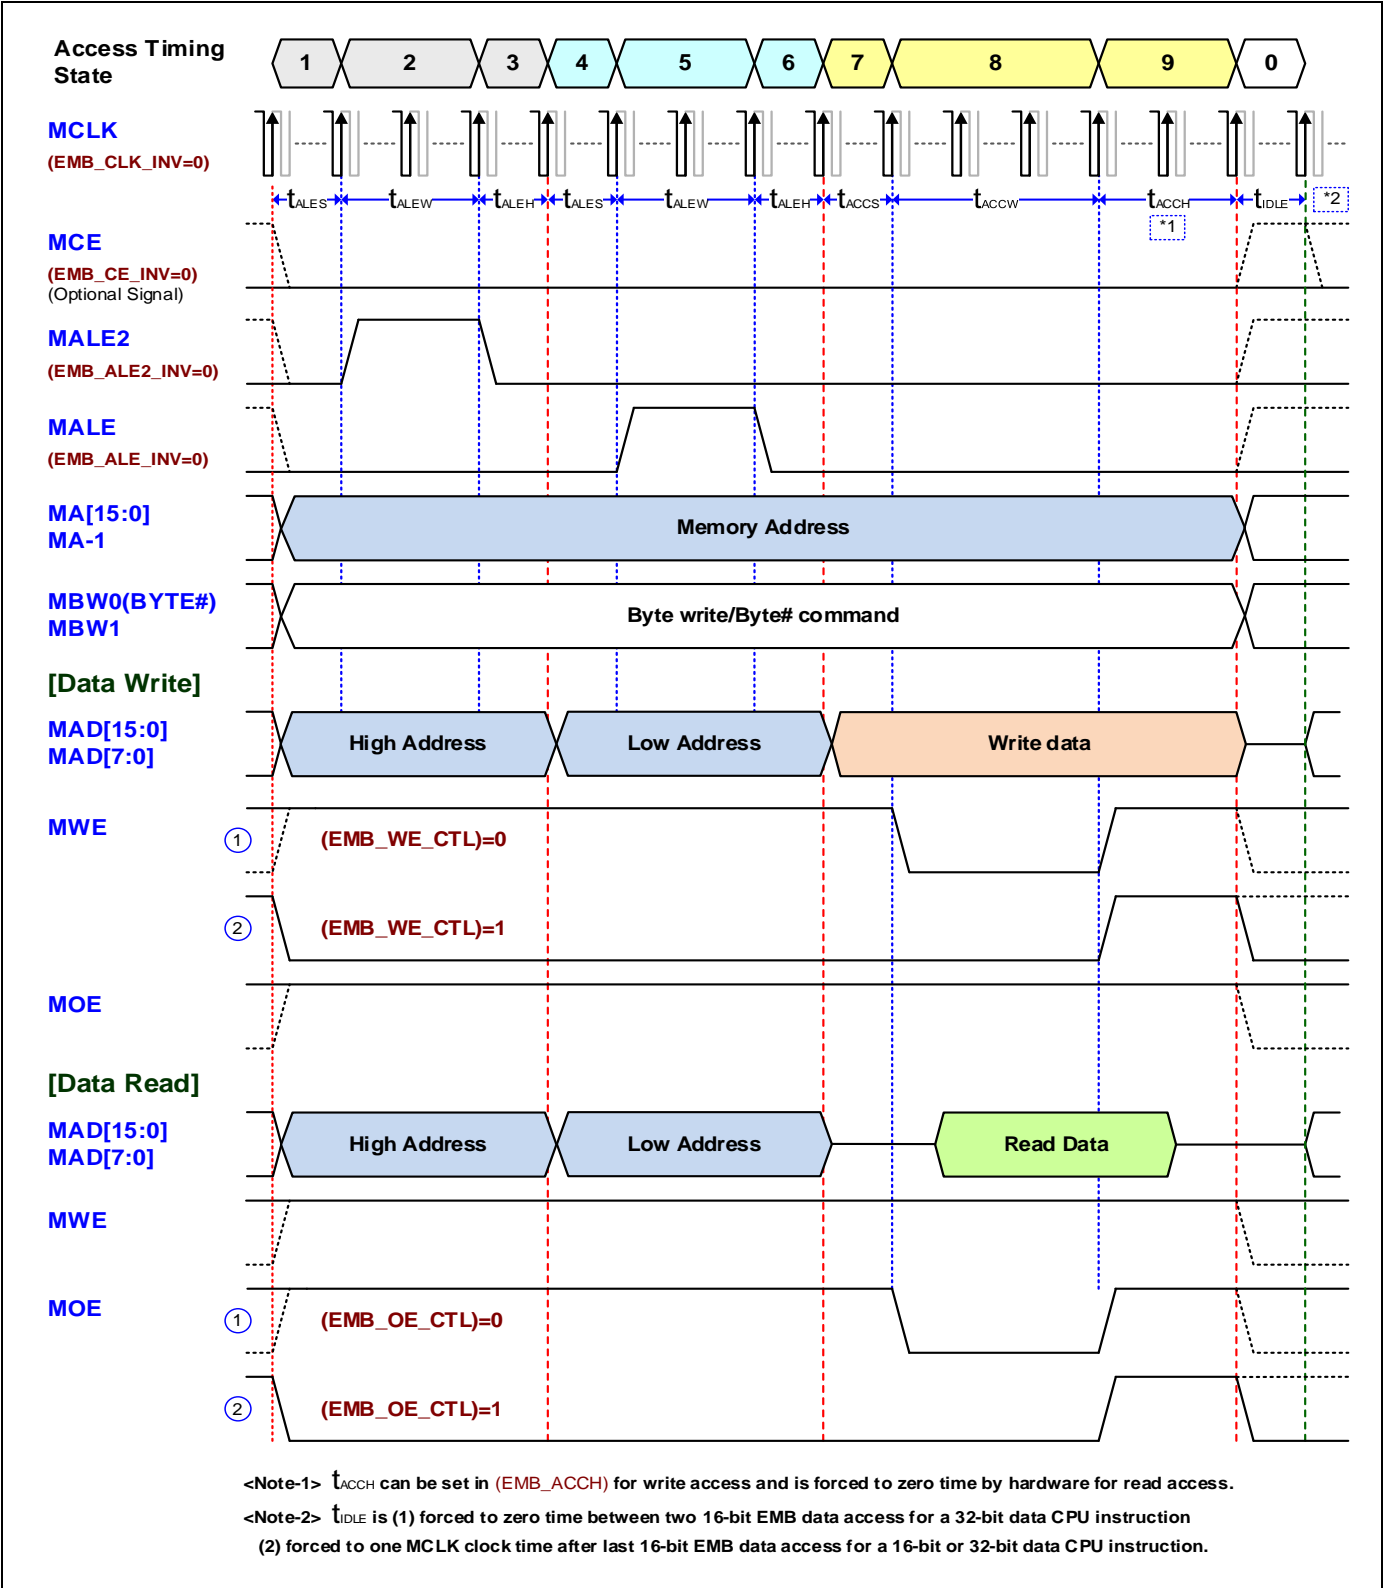 Access Timing
State
1 2 3 4 5 6 7 8 9 0
MCLK
(EMB_CLK_INV=0)
tALES tALEW tALEH tALES tALEW tALEH tACCS tACCW tACCH tIDLE *2
*1
MCE
(EMB_CE_INV=0)
(Optional Signal)
MALE2
(EMB_ALE2_INV=0)
MALE
(EMB_ALE_INV=0)
MA[15:0]
MA-1
Memory Address
MBW0(BYTE#)
MBW1
Byte write/Byte# command
[Data Write]
MAD[15:0]
MAD[7:0]
High Address Low Address Write data
MWE
1 (EMB_WE_CTL)=0
2 (EMB_WE_CTL)=1
MOE
[Data Read]
MAD[15:0]
MAD[7:0]
High Address Low Address Read Data
MWE
MOE
1 (EMB_OE_CTL)=0
2 (EMB_OE_CTL)=1
<Note-1> tACCH can be set in (EMB_ACCH) for write access and is forced to zero time by hardware for read access.
<Note-2> tIDLE is (1) forced to zero time between two 16-bit EMB data access for a 32-bit data CPU instruction
(2) forced to one MCLK clock time after last 16-bit EMB data access for a 16-bit or 32-bit data CPU instruction.